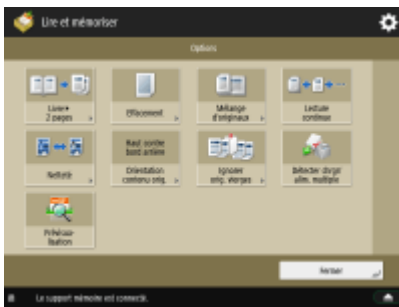 Lire et mémoriser
Options
Livre▸
2 pages
Effacement
Mélange
d'originaux
Lecture
continue
Netteté
Haut contre
bord arrière
Orientation
contenu orig.
Ignorer
orig. vierges
Détecter chrgt
alim. multiple
Prévisua-
lisation
Fermer
Le support mémoire est connecté.